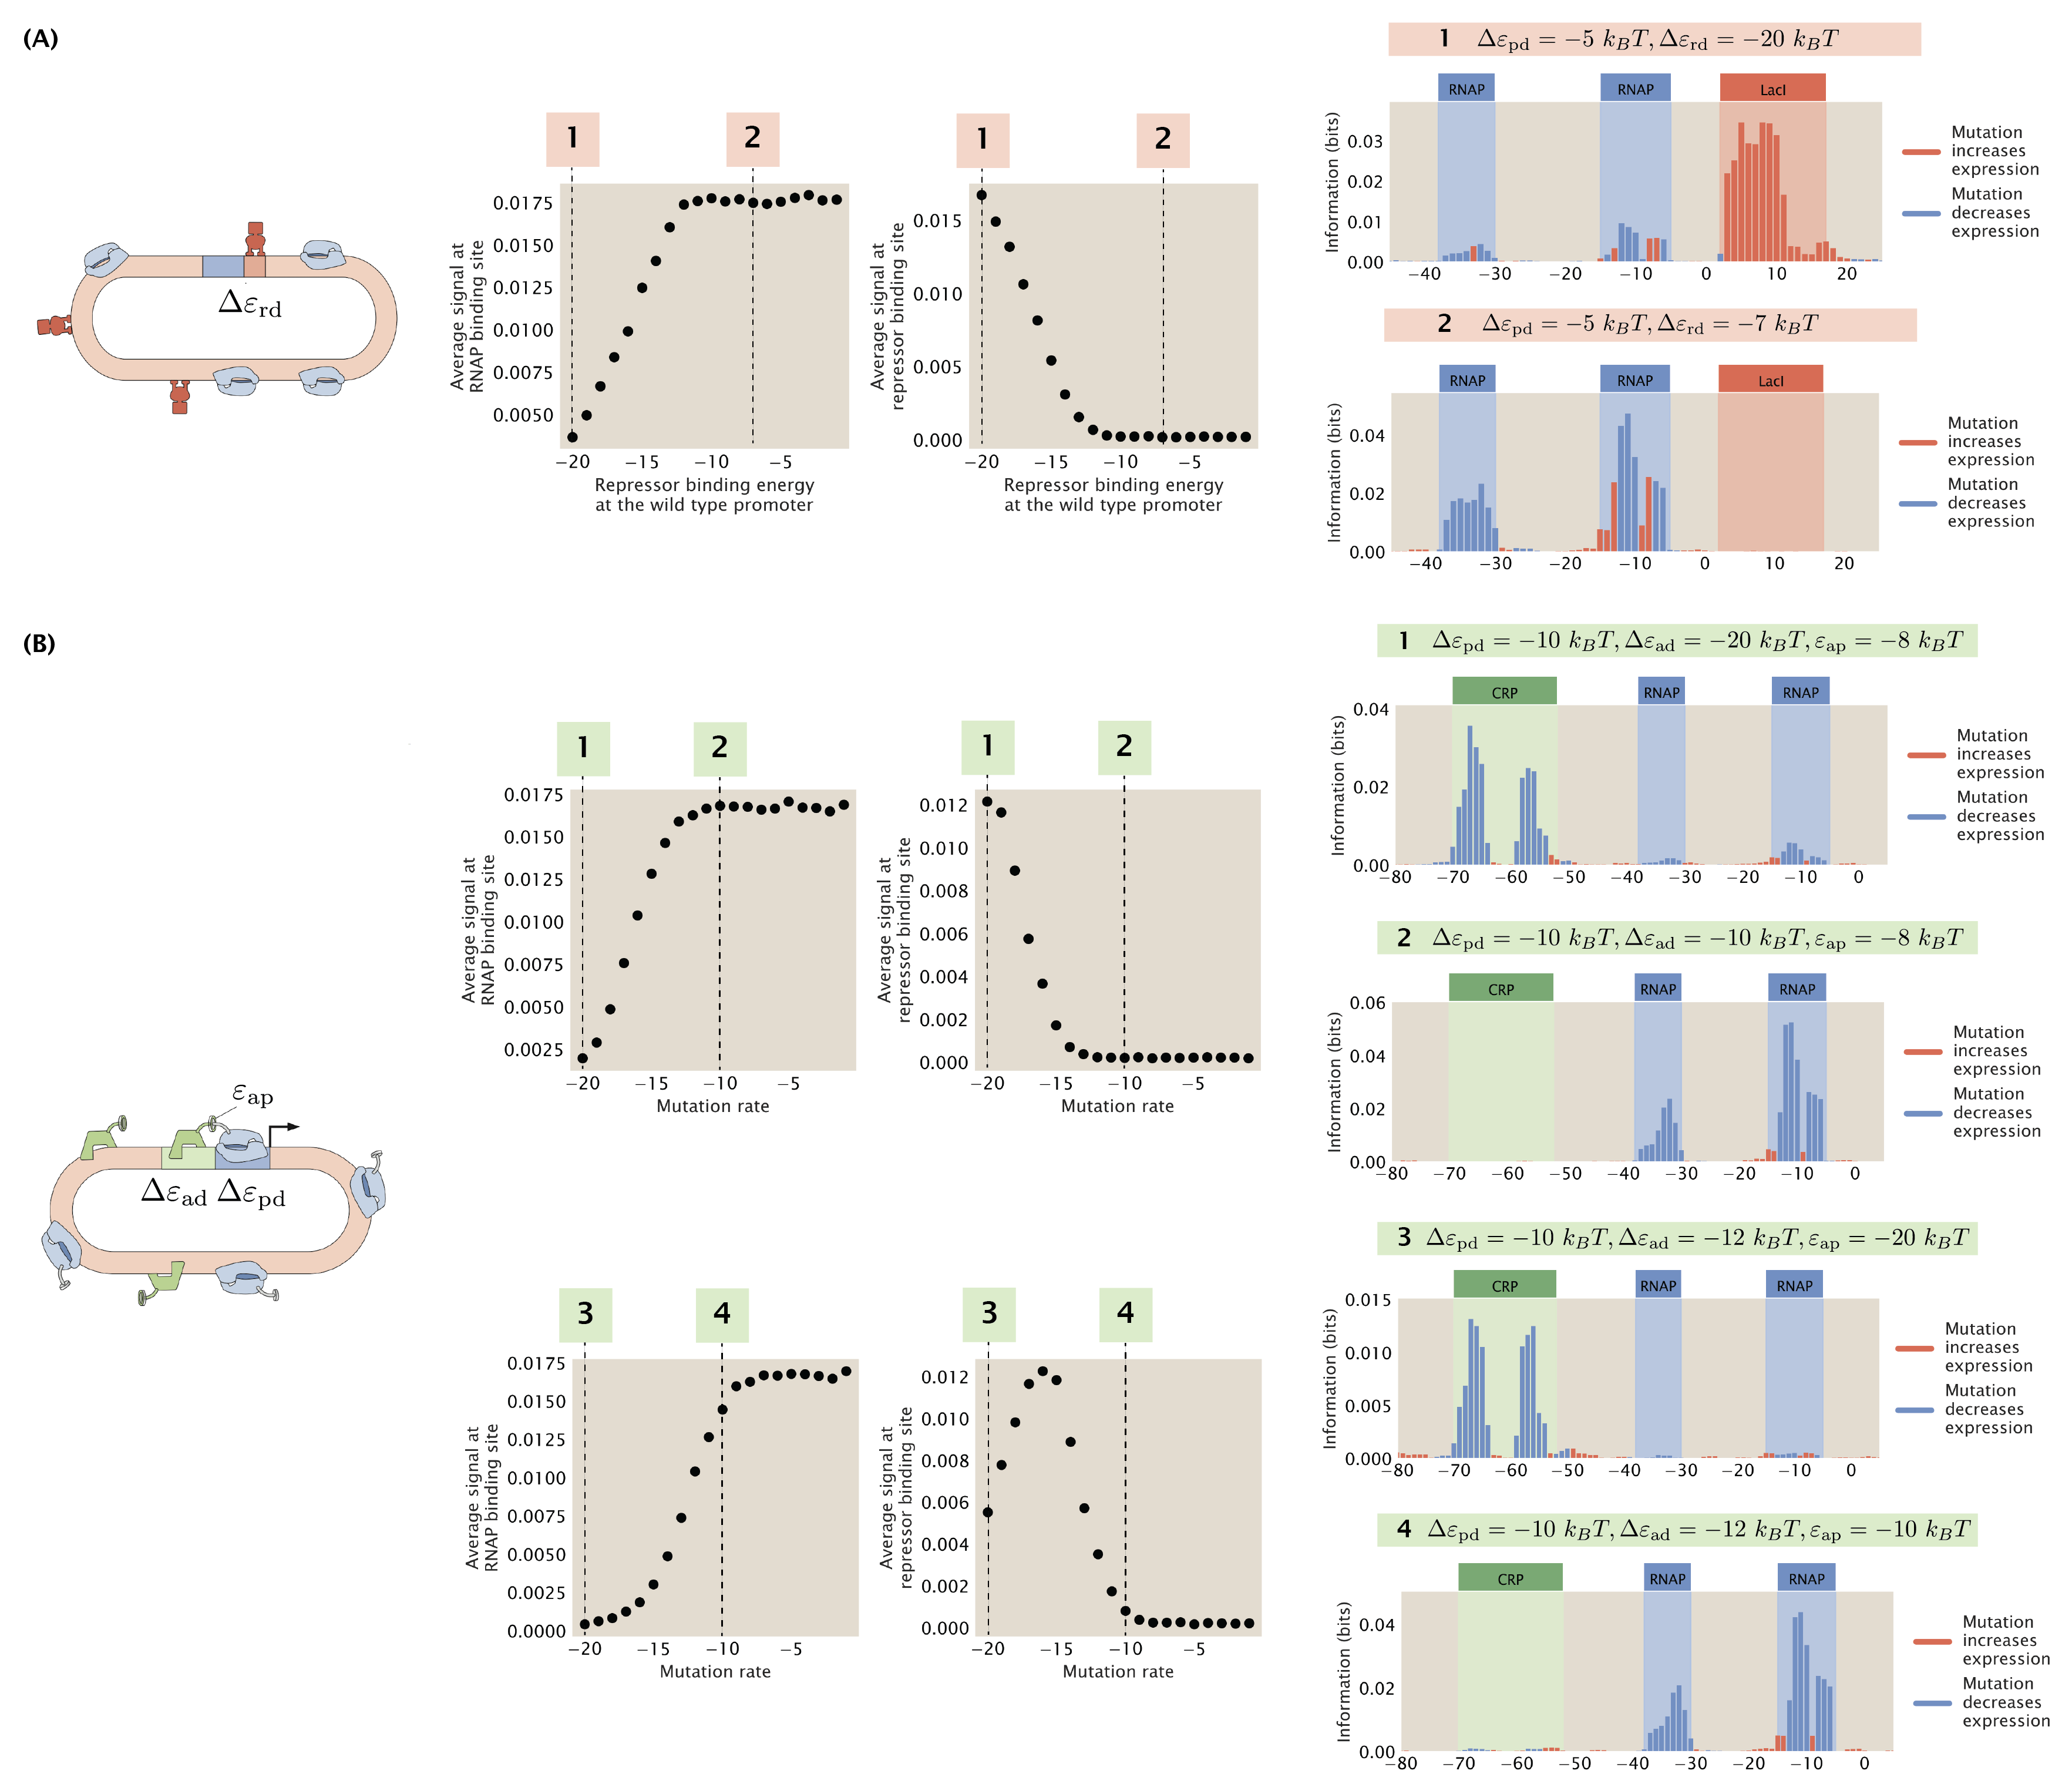 (A)
Δε_rd
1
2
0.0175
0.0150
0.0125
0.0100
0.0075
0.0050
−20
−15
−10
−5
Average signal at
RNAP binding site
Repressor binding energy
at the wild type promoter
1
2
0.015
0.010
0.005
0.000
−20
−15
−10
−5
Average signal at
repressor binding site
Repressor binding energy
at the wild type promoter
1 Δε_pd = −5 k_BT, Δε_rd = −20 k_BT
RNAP
RNAP
LacI
Information (bits)
0.03
0.02
0.01
0.00
−40
−30
−20
−10
0
10
20
Mutation
increases
expression
Mutation
decreases
expression
2 Δε_pd = −5 k_BT, Δε_rd = −7 k_BT
RNAP
RNAP
LacI
Information (bits)
0.04
0.02
0.00
−40
−30
−20
−10
0
10
20
Mutation
increases
expression
Mutation
decreases
expression
(B)
ε_ap
Δε_ad Δε_pd
1
2
0.0175
0.0150
0.0125
0.0100
0.0075
0.0050
0.0025
−20
−15
−10
−5
Average signal at
RNAP binding site
Mutation rate
1
2
0.012
0.010
0.008
0.006
0.004
0.002
0.000
−20
−15
−10
−5
Average signal at
repressor binding site
Mutation rate
3
4
0.0175
0.0150
0.0125
0.0100
0.0075
0.0050
0.0025
0.0000
−20
−15
−10
−5
Average signal at
RNAP binding site
Mutation rate
3
4
0.012
0.010
0.008
0.006
0.004
0.002
0.000
−20
−15
−10
−5
Average signal at
repressor binding site
Mutation rate
1 Δε_pd = −10 k_BT, Δε_ad = −20 k_BT, ε_ap = −8 k_BT
CRP
RNAP
RNAP
Information (bits)
0.04
0.02
0.00
−80
−70
−60
−50
−40
−30
−20
−10
0
Mutation
increases
expression
Mutation
decreases
expression
2 Δε_pd = −10 k_BT, Δε_ad = −10 k_BT, ε_ap = −8 k_BT
CRP
RNAP
RNAP
Information (bits)
0.06
0.04
0.02
0.00
−80
−70
−60
−50
−40
−30
−20
−10
0
Mutation
increases
expression
Mutation
decreases
expression
3 Δε_pd = −10 k_BT, Δε_ad = −12 k_BT, ε_ap = −20 k_BT
CRP
RNAP
RNAP
Information (bits)
0.015
0.010
0.005
0.000
−80
−70
−60
−50
−40
−30
−20
−10
0
Mutation
increases
expression
Mutation
decreases
expression
4 Δε_pd = −10 k_BT, Δε_ad = −12 k_BT, ε_ap = −10 k_BT
CRP
RNAP
RNAP
Information (bits)
0.04
0.02
0.00
−80
−70
−60
−50
−40
−30
−20
−10
0
Mutation
increases
expression
Mutation
decreases
expression